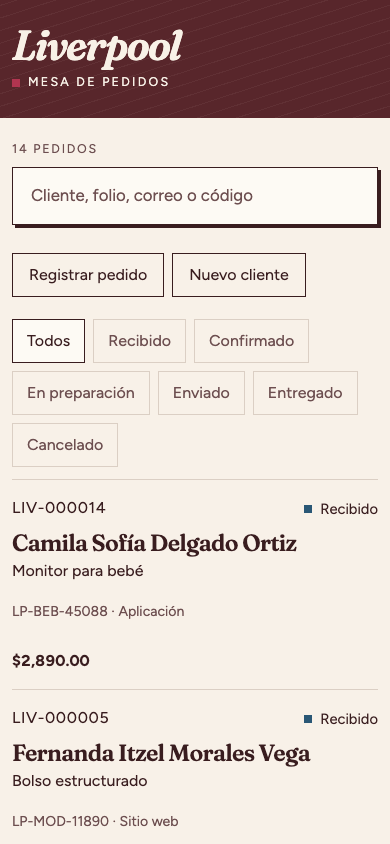 Liverpool
MESA DE PEDIDOS
14 PEDIDOS
Cliente, folio, correo o código
Registrar pedido
Nuevo cliente
Todos
Recibido
Confirmado
En preparación
Enviado
Entregado
Cancelado
LIV-000014
Recibido
Camila Sofía Delgado Ortiz
Monitor para bebé
LP-BEB-45088 · Aplicación
$2,890.00
LIV-000005
Recibido
Fernanda Itzel Morales Vega
Bolso estructurado
LP-MOD-11890 · Sitio web